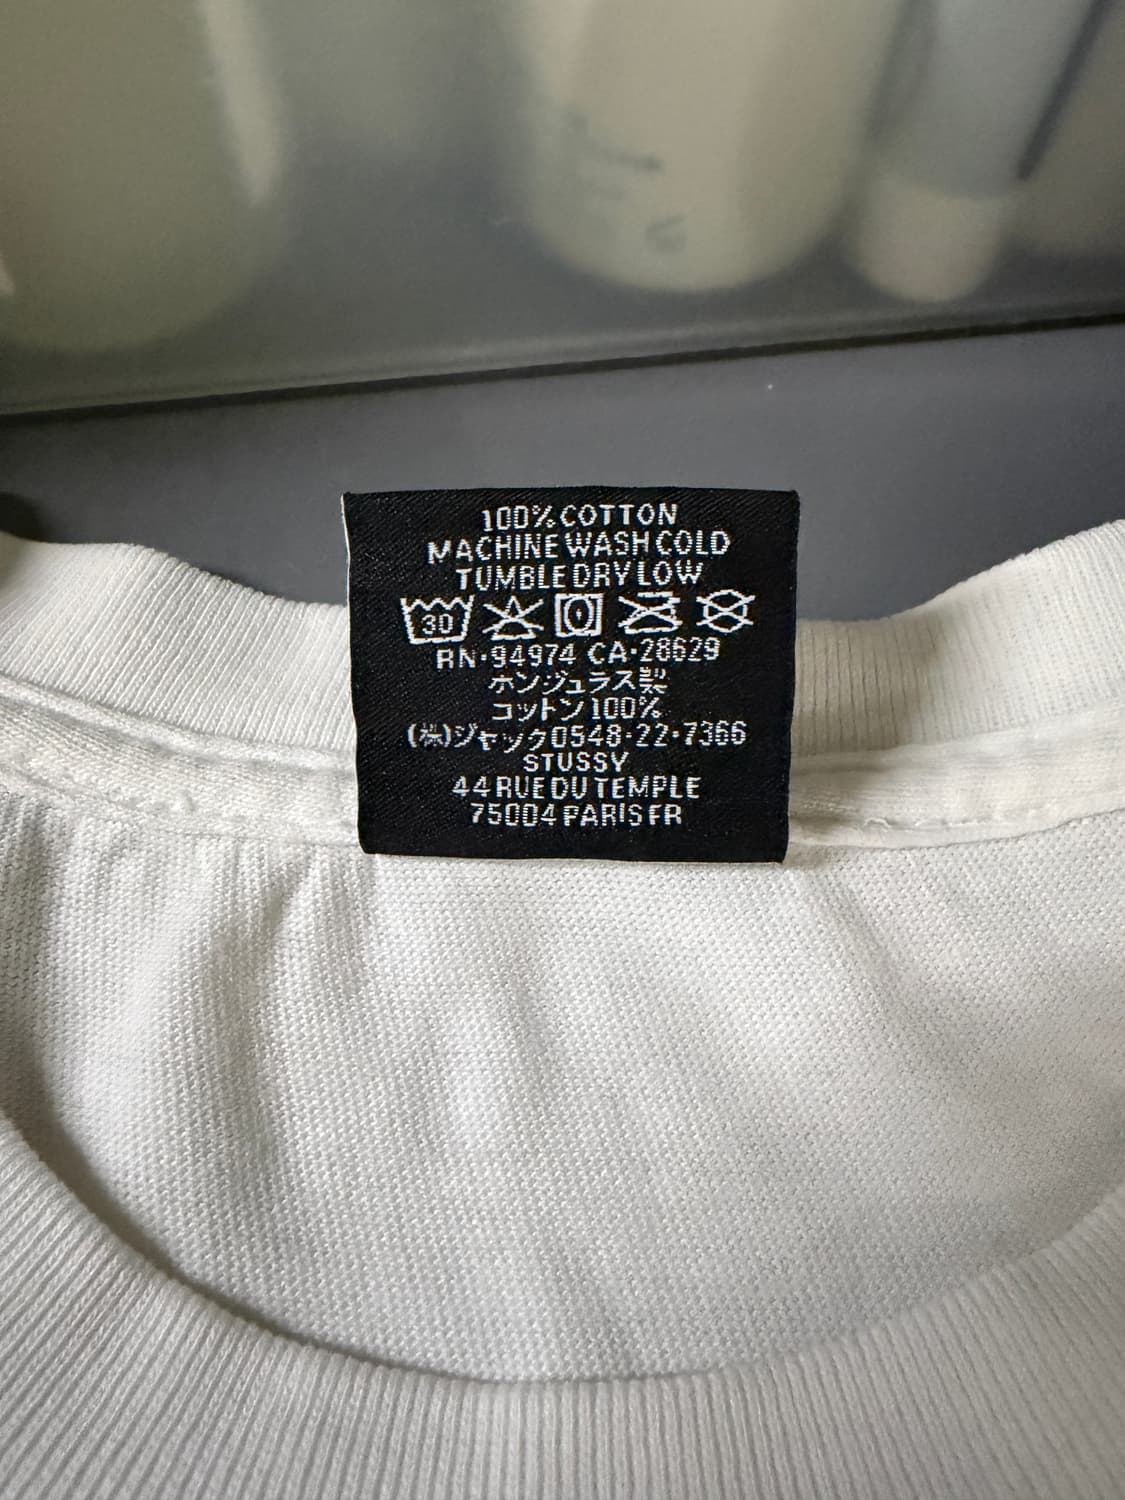 100% COTTON
MACHINE WASH COLD
TUMBLE DRY LOW
30
RN·94974 CA·28629
ホンジュラス製
コットン100%
(株)ジャック0548·22·7366
STUSSY
44 RUE DU TEMPLE
75004 PARIS FR